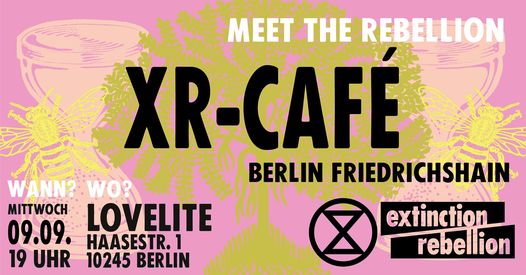 MEET THE REBELLION
XR-CAFÉ
BERLIN FRIEDRICHSHAIN
WANN?
MITTWOCH
09.09.
19 UHR
WO?
LOVELITE
HAASESTR. 1
10245 BERLIN
extinction
rebellion